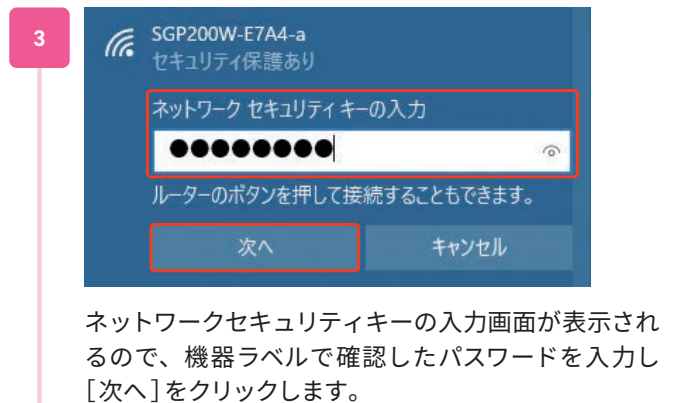 3
SGP200W-E7A4-a
セキュリティ保護あり
ネットワーク セキュリティ キーの入力
●●●●●●●●
ルーターのボタンを押して接続することもできます。
次へ
キャンセル
ネットワークセキュリティキーの入力画面が表示され
るので、機器ラベルで確認したパスワードを入力し
[次へ]をクリックします。